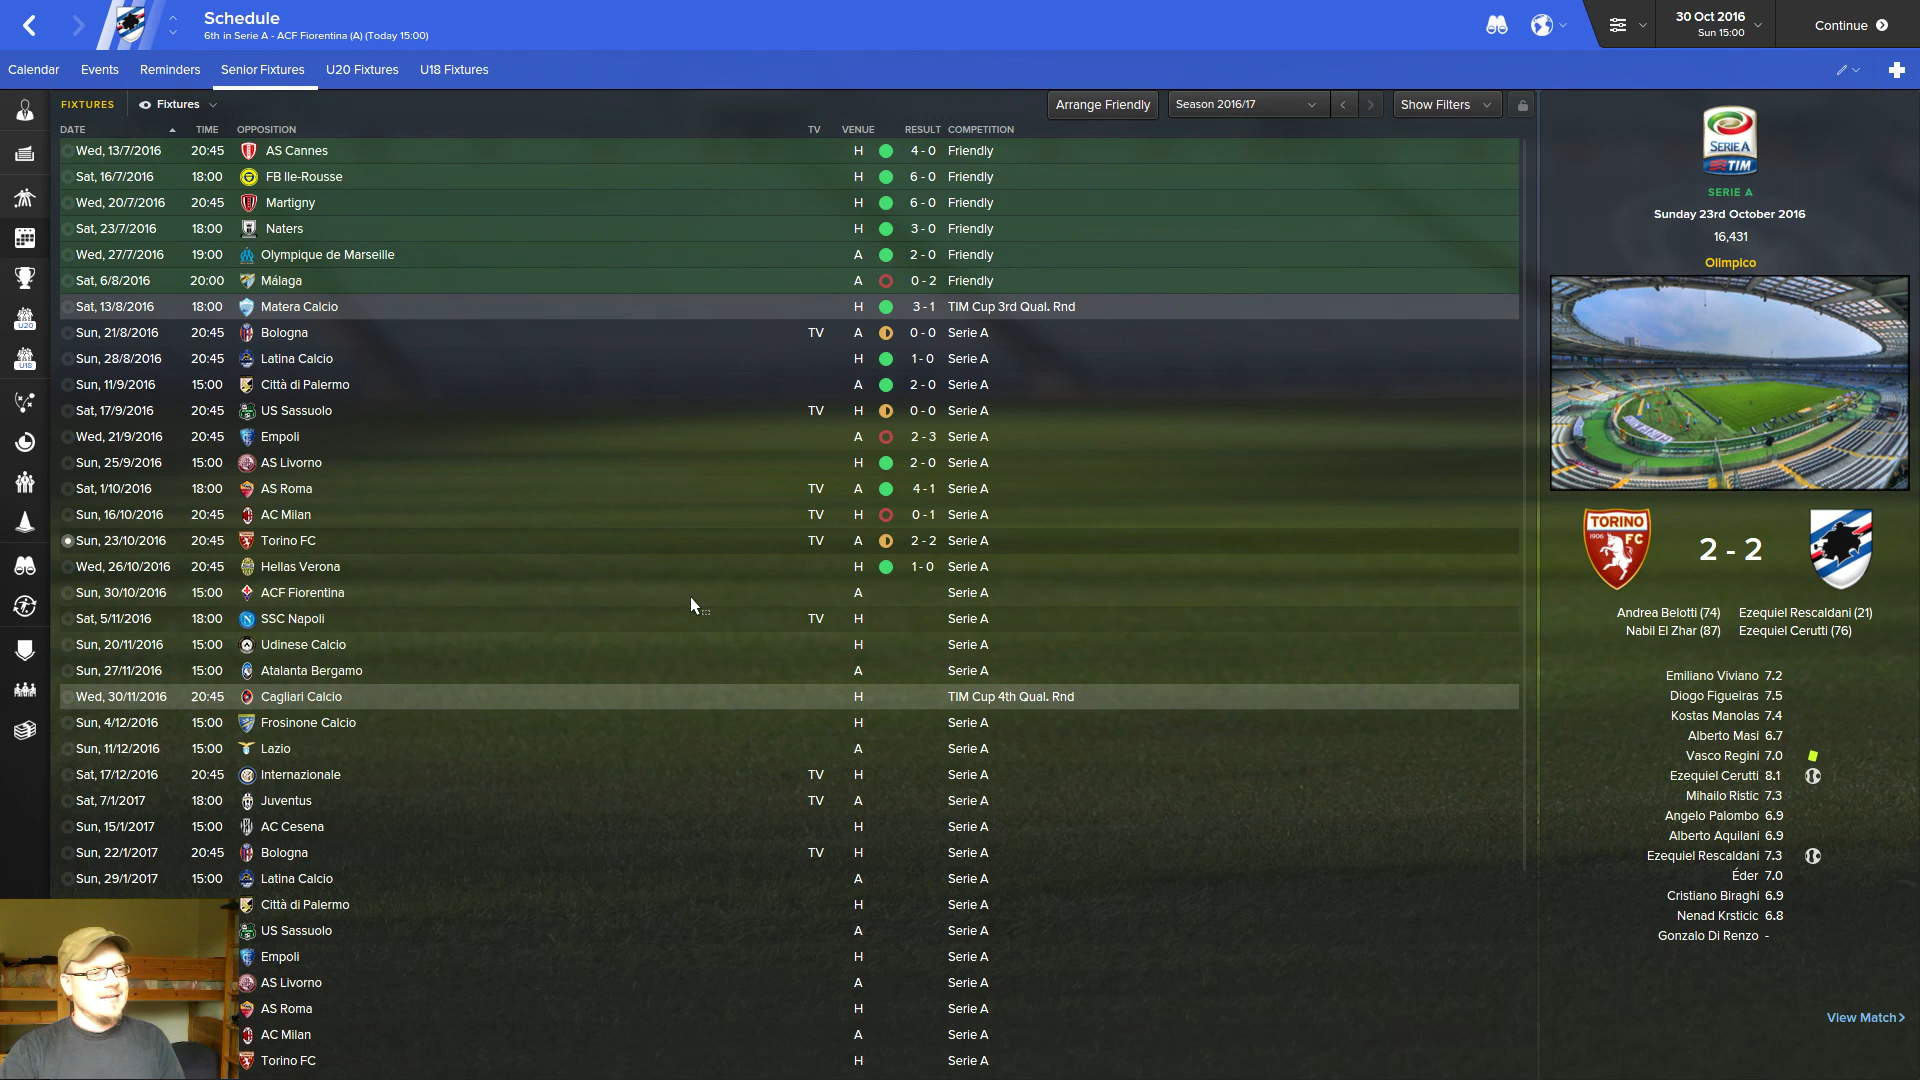 Schedule
6th in Serie A - ACF Fiorentina (A) (Today 15:00)
30 Oct 2016
Sun 15:00
Continue
Calendar Events Reminders Senior Fixtures U20 Fixtures U18 Fixtures
FIXTURES Fixtures Arrange Friendly Season 2016/17 Show Filters
DATE TIME OPPOSITION TV VENUE RESULT COMPETITION
Wed, 13/7/2016 20:45 AS Cannes H 4 - 0 Friendly
Sat, 16/7/2016 18:00 FB Ile-Rousse H 6 - 0 Friendly
Wed, 20/7/2016 20:45 Martigny H 6 - 0 Friendly
Sat, 23/7/2016 18:00 Naters H 3 - 0 Friendly
Wed, 27/7/2016 19:00 Olympique de Marseille A 2 - 0 Friendly
Sat, 6/8/2016 20:00 Málaga A 0 - 2 Friendly
Sat, 13/8/2016 18:00 Matera Calcio H 3 - 1 TIM Cup 3rd Qual. Rnd
Sun, 21/8/2016 20:45 Bologna TV A 0 - 0 Serie A
Sun, 28/8/2016 20:45 Latina Calcio H 1 - 0 Serie A
Sun, 11/9/2016 15:00 Città di Palermo A 2 - 0 Serie A
Sat, 17/9/2016 20:45 US Sassuolo TV H 0 - 0 Serie A
Wed, 21/9/2016 20:45 Empoli A 2 - 3 Serie A
Sun, 25/9/2016 15:00 AS Livorno H 2 - 0 Serie A
Sat, 1/10/2016 18:00 AS Roma TV A 4 - 1 Serie A
Sun, 16/10/2016 20:45 AC Milan TV H 0 - 1 Serie A
Sun, 23/10/2016 20:45 Torino FC TV A 2 - 2 Serie A
Wed, 26/10/2016 20:45 Hellas Verona H 1 - 0 Serie A
Sun, 30/10/2016 15:00 ACF Fiorentina A Serie A
Sat, 5/11/2016 18:00 SSC Napoli TV H Serie A
Sun, 20/11/2016 15:00 Udinese Calcio H Serie A
Sun, 27/11/2016 15:00 Atalanta Bergamo A Serie A
Wed, 30/11/2016 20:45 Cagliari Calcio H TIM Cup 4th Qual. Rnd
Sun, 4/12/2016 15:00 Frosinone Calcio H Serie A
Sun, 11/12/2016 15:00 Lazio A Serie A
Sat, 17/12/2016 20:45 Internazionale TV H Serie A
Sat, 7/1/2017 18:00 Juventus TV A Serie A
Sun, 15/1/2017 15:00 AC Cesena H Serie A
Sun, 22/1/2017 20:45 Bologna TV H Serie A
Sun, 29/1/2017 15:00 Latina Calcio A Serie A
Città di Palermo H Serie A
US Sassuolo A Serie A
Empoli H Serie A
AS Livorno A Serie A
AS Roma H Serie A
AC Milan A Serie A
Torino FC H Serie A
U20
U18
SERIE A
TIM
SERIE A
Sunday 23rd October 2016
16,431
Olimpico
TORINO
1906 FC
2 - 2
Andrea Belotti (74) Ezequiel Rescaldani (21)
Nabil El Zhar (87) Ezequiel Cerutti (76)
Emiliano Viviano 7.2
Diogo Figueiras 7.5
Kostas Manolas 7.4
Alberto Masi 6.7
Vasco Regini 7.0
Ezequiel Cerutti 8.1
Mihailo Ristic 7.3
Angelo Palombo 6.9
Alberto Aquilani 6.9
Ezequiel Rescaldani 7.3
Éder 7.0
Cristiano Biraghi 6.9
Nenad Krsticic 6.8
Gonzalo Di Renzo -
View Match >